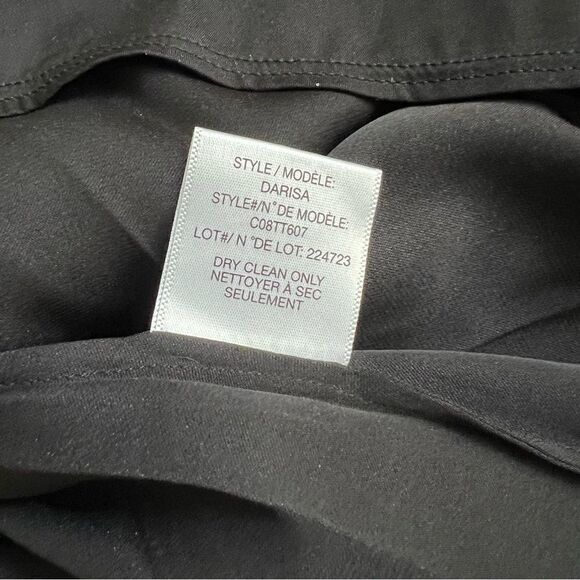 STYLE / MODÈLE:
DARISA
STYLE#/N°DE MODÈLE:
C08TT607
LOT#/ N °DE LOT: 224723
DRY CLEAN ONLY
NETTOYER À SEC
SEULEMENT